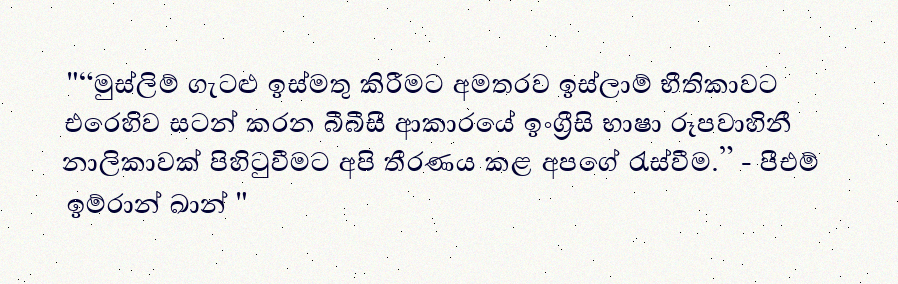 "“මුස්ලිම් ගැටළු ඉස්මතු කිරීමට අමතරව ඉස්ලාම් භීතිකාවට
එරෙහිව සටන් කරන බීබීසී ආකාරයේ ඉංග්‍රීසි භාෂා රූපවාහිනී
නාලිකාවක් පිහිටුවීමට අපි තීරණය කළ අපගේ රැස්වීම.” - පීඑම්
ඉම්රාන් ඛාන් "